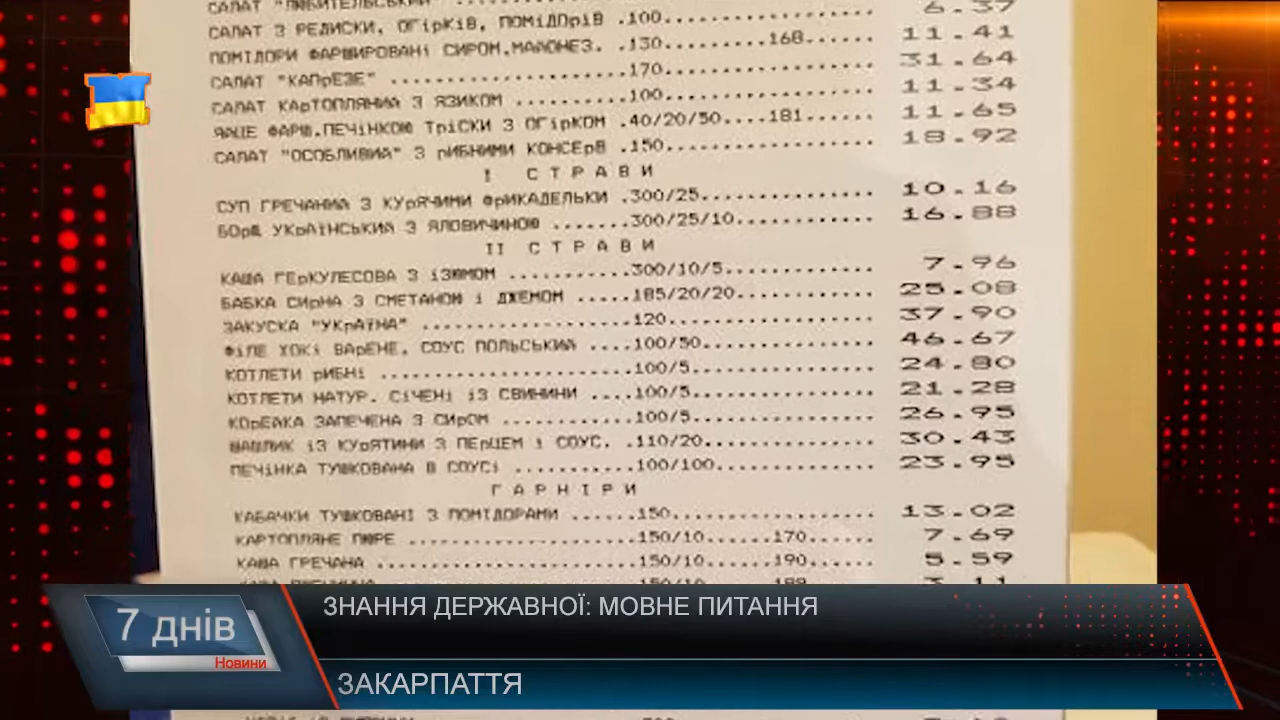 САЛАТ "ЛЮБИТЕЛЬСЬКИЙ"
САЛАТ З РЕДИСКИ, ОГІРКІВ, ПОМІДОРІВ .100............ 6.37
ПОМІДОРИ ФАРШИРОВАНІ СИРОМ,МАЙОНЕЗ. .130.........168...... 11.41
САЛАТ "КАПРЕЗЕ" ....................170............... 31.64
САЛАТ КАРТОПЛЯНИЙ З ЯЗИКОМ ..........100.............. 11.34
ЯЙЦЕ ФАРШ.ПЕЧІНКОЮ ТРІСКИ З ОГІРКОМ .40/20/50....181...... 11.65
САЛАТ "ОСОБЛИВИЙ" З РИБНИМИ КОНСЕРВ .150............... 18.92
I СТРАВИ
СУП ГРЕЧАНИЙ З КУРЯЧИМИ ФРИКАДЕЛЬКИ .300/25............. 10.16
БОРЩ УКРАЇНСЬКИЙ З ЯЛОВИЧИНОЮ .......300/25/10.......... 16.88
II СТРАВИ
КАША ГЕРКУЛЕСОВА З ІЗЮМОМ ...........300/10/5............ 7.96
БАБКА СИРНА З СМЕТАНОЮ І ДЖЕМОМ .....185/20/20........... 25.08
ЗАКУСКА "УКРАЇНА" ...................120................. 37.90
ФІЛЕ ХОКІ ВАРЕНЕ, СОУС ПОЛЬСЬКИЙ ....100/50.............. 46.67
КОТЛЕТИ РИБНІ .......................100/5............... 24.80
КОТЛЕТИ НАТУР. СІЧЕНІ ІЗ СВИНИНИ ....100/5............... 21.28
КОРЕЙКА ЗАПЕЧЕНА З СИРОМ ............100/5............... 26.95
ШАШЛИК ІЗ КУРЯТИНИ З ПЕРЦЕМ І СОУС. .110/20.............. 30.43
ПЕЧІНКА ТУШКОВАНА В СОУСІ ...........100/100............. 23.95
ГАРНІРИ
КАБАЧКИ ТУШКОВАНІ З ПОМІДОРАМИ ......150................. 13.02
КАРТОПЛЯНЕ ПЮРЕ .....................150/10......170..... 7.69
КАША ГРЕЧАНА ........................150/10......190..... 5.59
7 днів
Новини
ЗНАННЯ ДЕРЖАВНОЇ: МОВНЕ ПИТАННЯ
ЗАКАРПАТТЯ